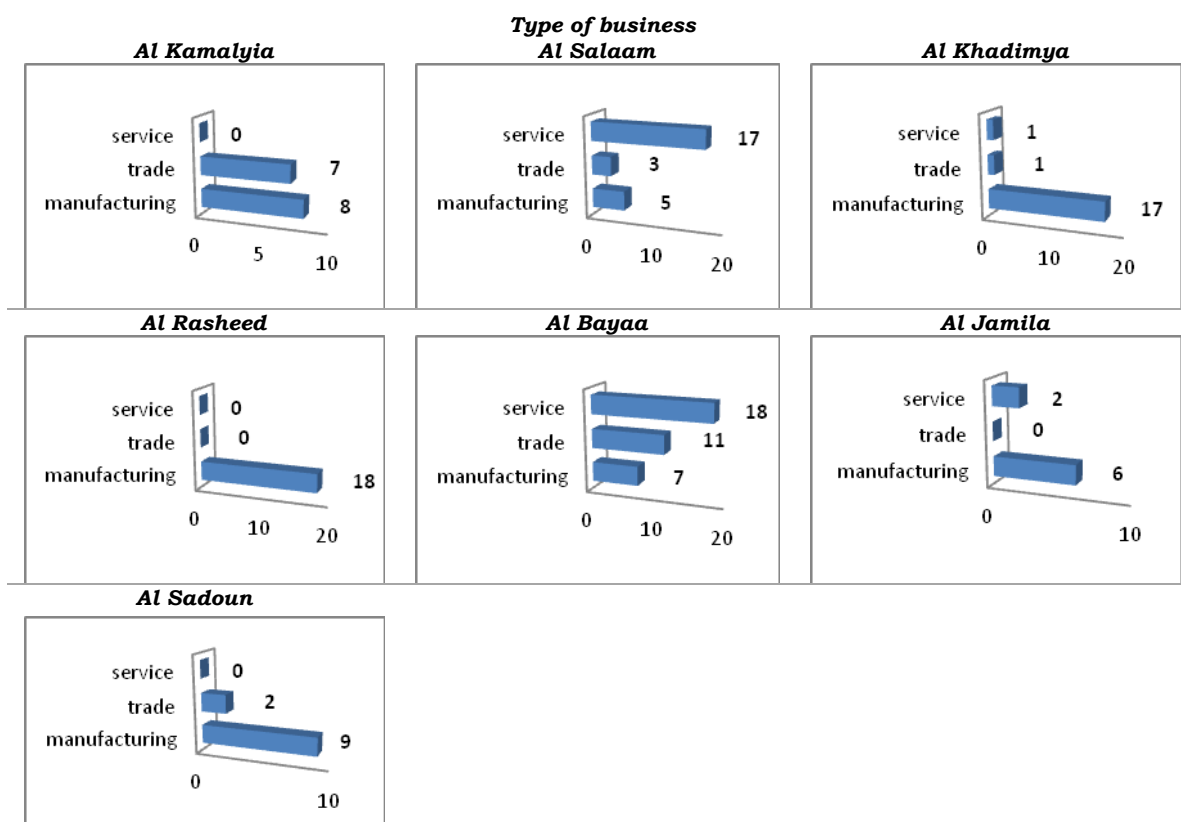 Type of business
Al Kamalyia
service 0
trade 7
manufacturing 8
0 5 10
Al Salaam
service 17
trade 3
manufacturing 5
0 10 20
Al Khadimya
service 1
trade 1
manufacturing 17
0 10 20
Al Rasheed
service 0
trade 0
manufacturing 18
0 10 20
Al Bayaa
service 18
trade 11
manufacturing 7
0 10 20
Al Jamila
service 2
trade 0
manufacturing 6
0 10
Al Sadoun
service 0
trade 2
manufacturing 9
0 10